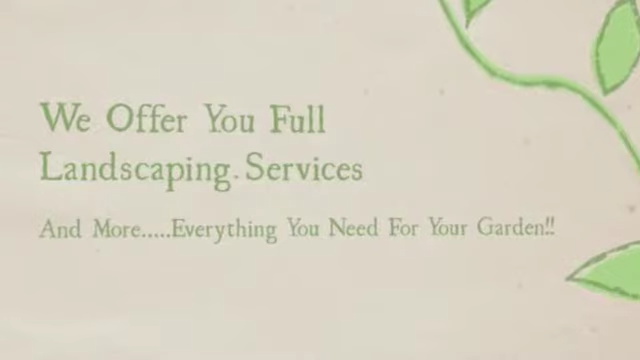 We Offer You Full
Landscaping Services
And More.....Everything You Need For Your Garden!!